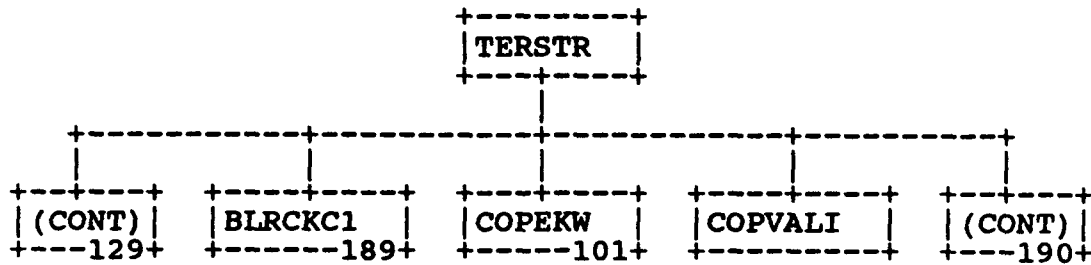 TERSTR
(CONT) BLRCKC1 COPEKW COPVALI (CONT)
129 189 101 190